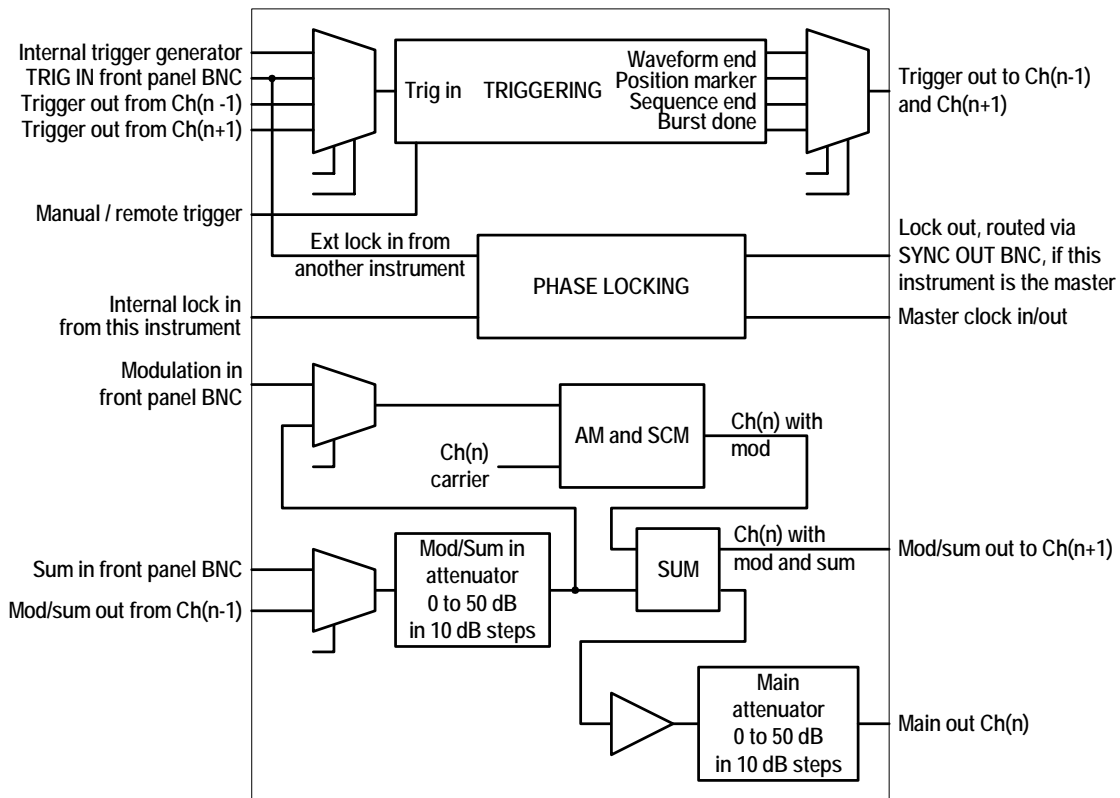 Internal trigger generator
TRIG IN front panel BNC
Trigger out from Ch(n -1)
Trigger out from Ch(n+1)
Trig in
TRIGGERING
Waveform end
Position marker
Sequence end
Burst done
Trigger out to Ch(n-1)
and Ch(n+1)
Manual / remote trigger
Ext lock in from
another instrument
PHASE LOCKING
Lock out, routed via
SYNC OUT BNC, if this
instrument is the master
Internal lock in
from this instrument
Master clock in/out
Modulation in
front panel BNC
Ch(n)
carrier
AM and SCM
Ch(n) with
mod
Sum in front panel BNC
Mod/sum out from Ch(n-1)
Mod/Sum in
attenuator
0 to 50 dB
in 10 dB steps
SUM
Ch(n) with
mod and sum
Mod/sum out to Ch(n+1)
Main
attenuator
0 to 50 dB
in 10 dB steps
Main out Ch(n)